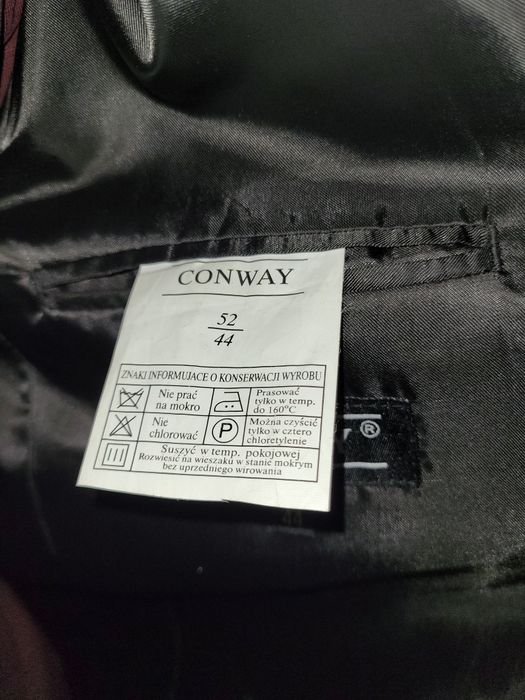 CONWAY
52
44
ZNAKI INFORMUJĄCE O KONSERWACJI WYROBU
Nie prać
na mokro
Prasować
tylko w temp.
do 160°C
Nie
chlorować
P
Można czyścić
tylko w cztero
chloretylenie
Suszyć w temp. pokojowej
Rozwiesić na wieszaku w stanie mokrym
bez uprzedniego wirowania
®